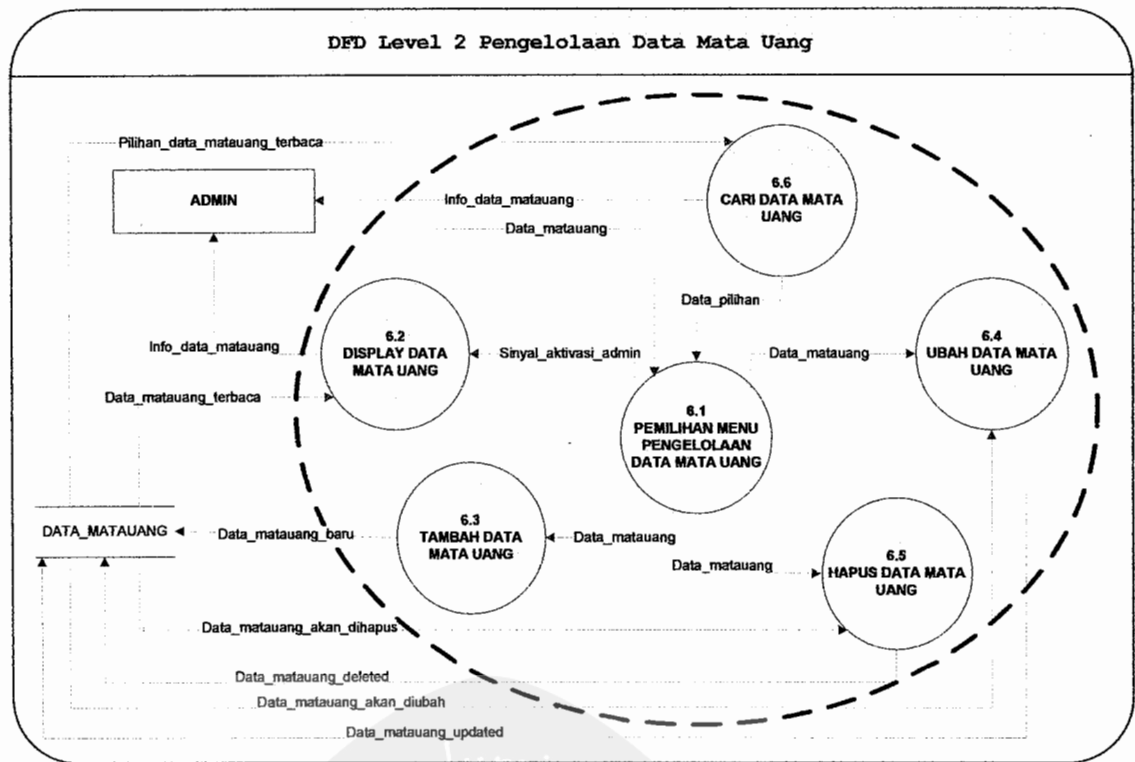 DFD Level 2 Pengelolaan Data Mata Uang
Pilihan_data_matauang_terbaca
ADMIN
Info_data_matauang
Data_matauang
6.6
CARI DATA MATA
UANG
Data_pilihan
6.2
DISPLAY DATA
MATA UANG
Info_data_matauang
Data_matauang_terbaca
Sinyal_aktivasi_admin
Data_matauang
6.4
UBAH DATA MATA
UANG
6.1
PEMILIHAN MENU
PENGELOLAAN
DATA MATA UANG
DATA_MATAUANG
Data_matauang_baru
6.3
TAMBAH DATA
MATA UANG
Data_matauang
Data_matauang
6.5
HAPUS DATA MATA
UANG
Data_matauang_akan_dihapus
Data_matauang_deleted
Data_matauang_akan_diubah
Data_matauang_updated